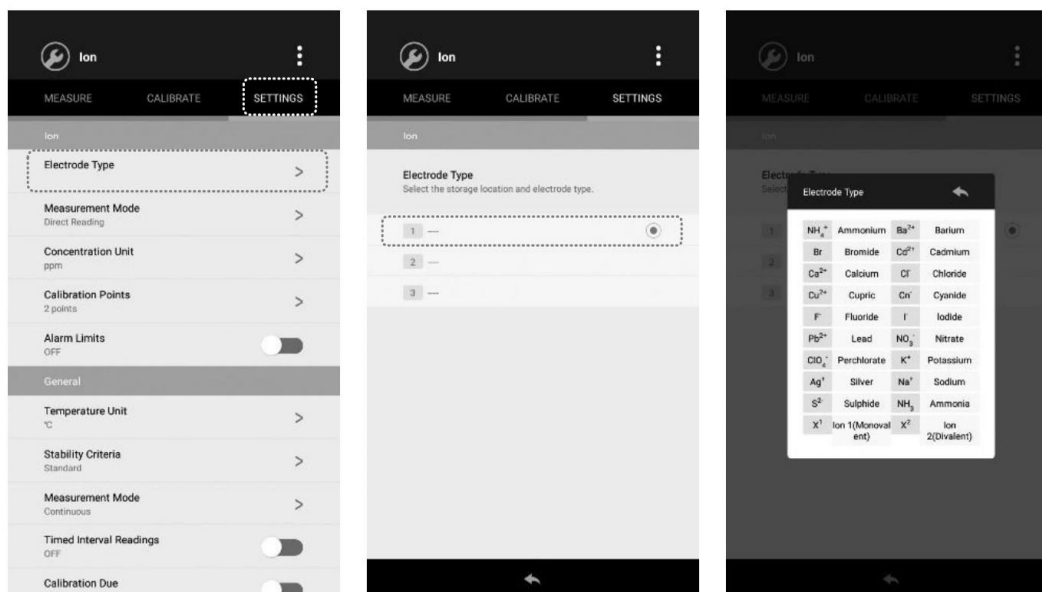 Ion
MEASURE CALIBRATE SETTINGS
Ion
Electrode Type
Measurement Mode
Direct Reading
Concentration Unit
ppm
Calibration Points
2 points
Alarm Limits
OFF
General
Temperature Unit
℃
Stability Criteria
Standard
Measurement Mode
Continuous
Timed Interval Readings
OFF
Calibration Due
Ion
MEASURE CALIBRATE SETTINGS
Ion
Electrode Type
Select the storage location and electrode type.
1 ---
2 ---
3 ---
Ion
MEASURE CALIBRATE SETTINGS
Ion
Electrode Type
NH₄⁺ Ammonium Ba²⁺ Barium
Br Bromide Cd²⁺ Cadmium
Ca²⁺ Calcium Cl⁻ Chloride
Cu²⁺ Cupric Cn⁻ Cyanide
F⁻ Fluoride I⁻ Iodide
Pb²⁺ Lead NO₃⁻ Nitrate
ClO₄⁻ Perchlorate K⁺ Potassium
Ag⁺ Silver Na⁺ Sodium
S²⁻ Sulphide NH₃ Ammonia
X¹ Ion 1(Monoval X² Ion
ent) 2(Divalent)